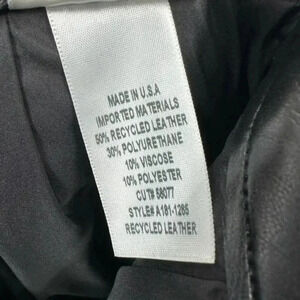 MADE IN U.S.A
IMPORTED MATERIALS
50% RECYCLED LEATHER
30% POLYURETHANE
10% VISCOSE
10% POLYESTER
CUT# 58077
STYLE# A181-1285
RECYCLED LEATHER